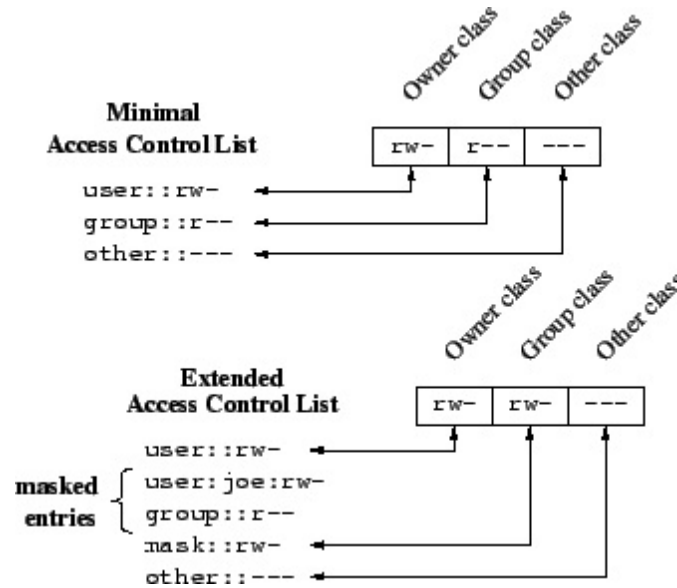 Owner class
Group class
Other class
Minimal
Access Control List
rw- r-- ---
user::rw-
group::r--
other::---
Owner class
Group class
Other class
Extended
Access Control List
rw- rw- ---
user::rw-
masked
entries
user:joe:rw-
group::r--
mask::rw-
other::---